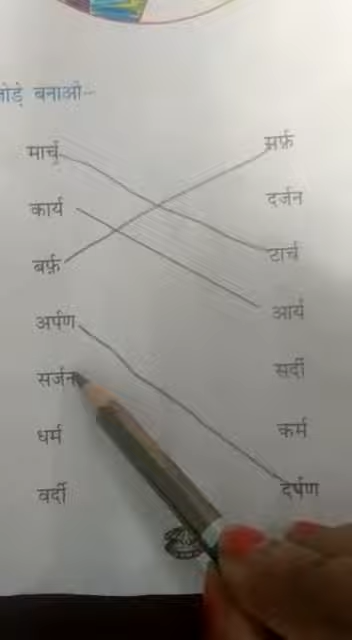 जोड़े बनाओ--
मार्च सर्फ़
कार्य दर्जन
बर्फ़ टार्च
अर्पण आर्य
सर्जन सर्दी
धर्म कर्म
वर्दी दर्पण